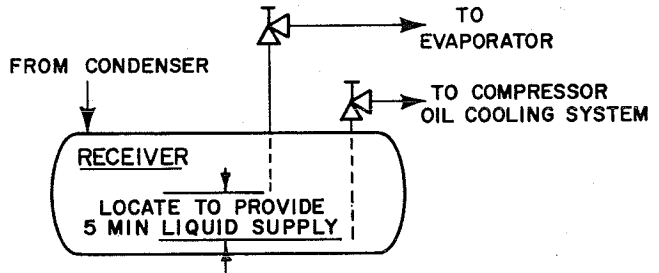 TO
EVAPORATOR
FROM CONDENSER
TO COMPRESSOR
OIL COOLING SYSTEM
RECEIVER
LOCATE TO PROVIDE
5 MIN LIQUID SUPPLY